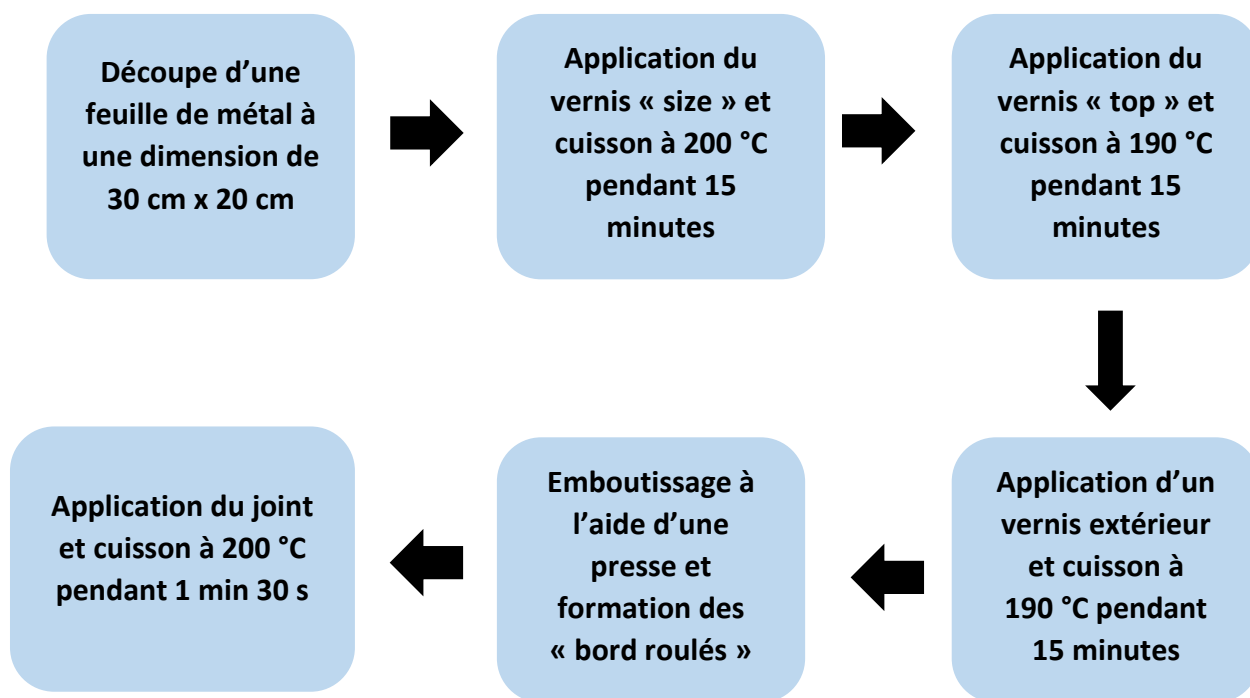 Découpe d’une
feuille de métal à
une dimension de
30 cm x 20 cm
Application du
vernis « size » et
cuisson à 200 °C
pendant 15
minutes
Application du
vernis « top » et
cuisson à 190 °C
pendant 15
minutes
Application d’un
vernis extérieur
et cuisson à
190 °C pendant
15 minutes
Emboutissage à
l’aide d’une
presse et
formation des
« bord roulés »
Application du joint
et cuisson à 200 °C
pendant 1 min 30 s